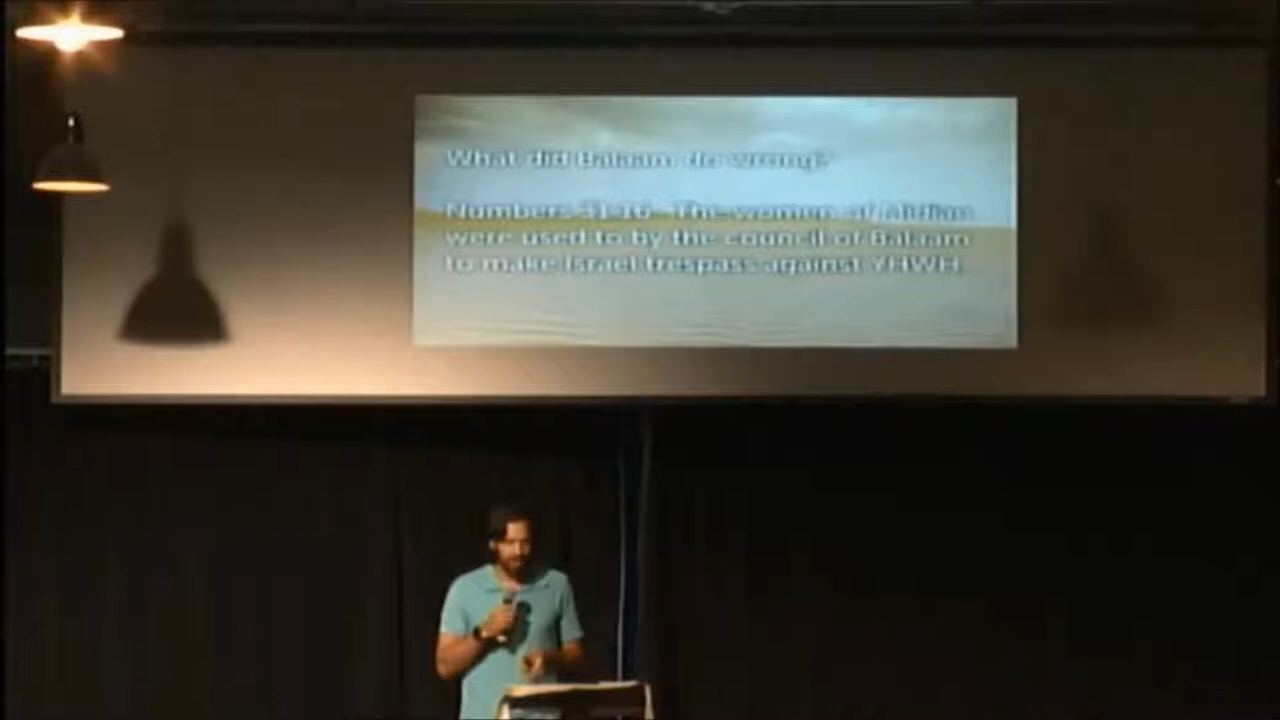 What did Balaam do wrong?
Numbers 31:16 The women of Midian
were used to by the council of Balaam
to make Israel trespass against YHWH.